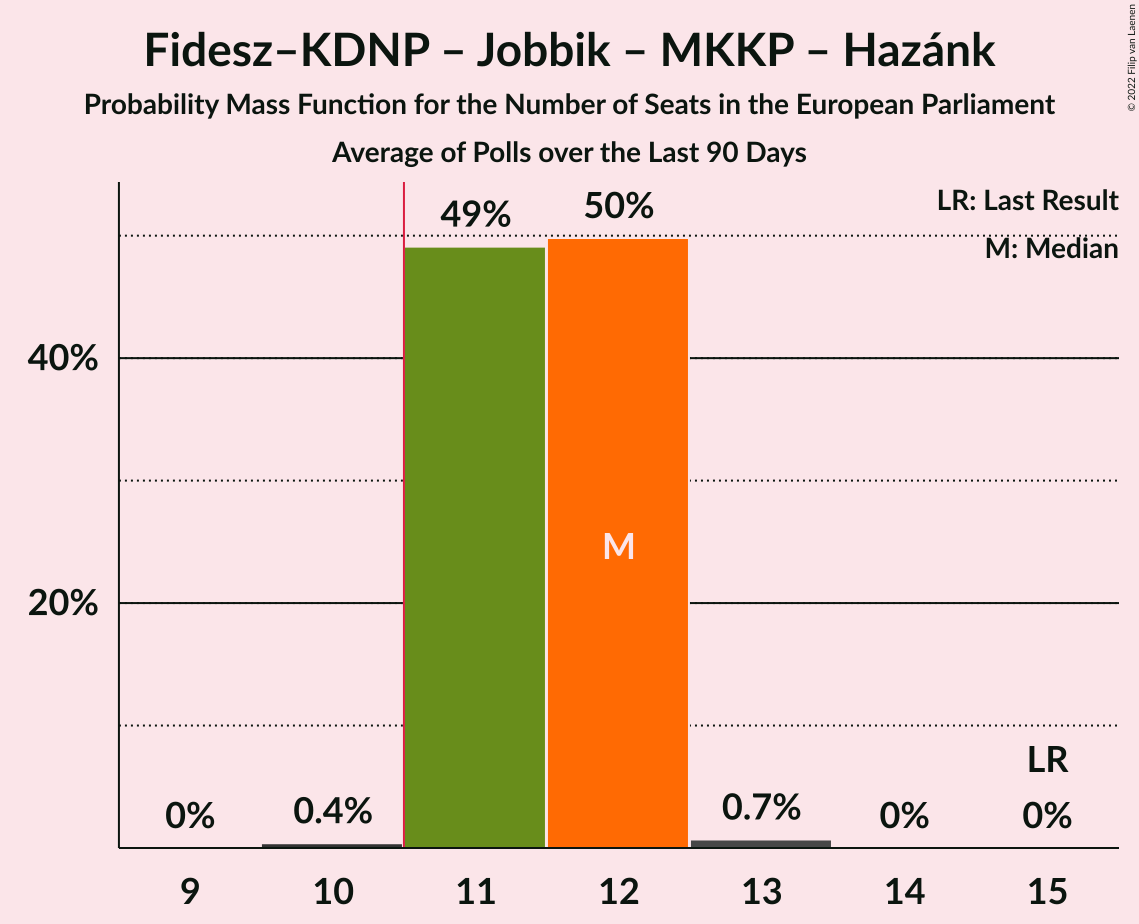 Fidesz–KDNP – Jobbik – MKKP – Hazánk
Probability Mass Function for the Number of Seats in the European Parliament
Average of Polls over the Last 90 Days
© 2022 Filip van Laenen
LR: Last Result
M: Median
49%
50%
40%
20%
M
LR
0%
0.4%
0.7%
0%
0%
9
10
11
12
13
14
15